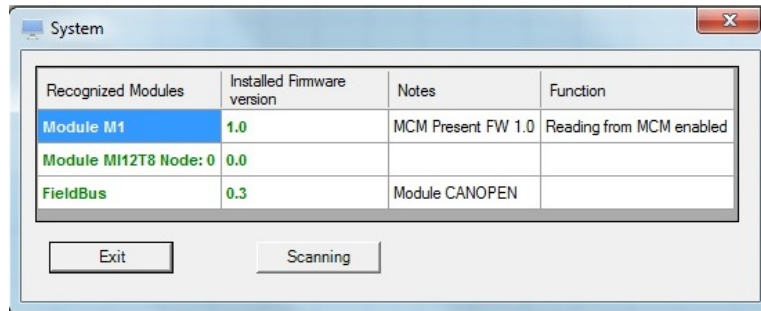 System
x
Recognized Modules Installed Firmware version Notes Function
Module M1 1.0 MCM Present FW 1.0 Reading from MCM enabled
Module MI12T8 Node: 0 0.0
FieldBus 0.3 Module CANOPEN
Exit Scanning